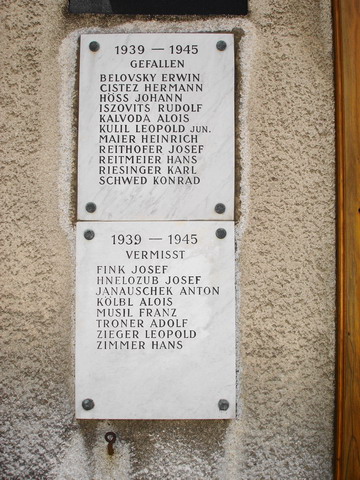 1939 — 1945
GEFALLEN
BELOVSKY ERWIN
CISTEZ HERMANN
HÖSS JOHANN
ISZOVITS RUDOLF
KALVODA ALOIS
KULIL LEOPOLD JUN.
MAIER HEINRICH
REITHOFER JOSEF
REITMEIER HANS
RIESINGER KARL
SCHWED KONRAD
1939 — 1945
VERMISST
FINK JOSEF
HNELOZUB JOSEF
JANAUSCHEK ANTON
KÖLBL ALOIS
MUSIL FRANZ
TRONER ADOLF
ZIEGER LEOPOLD
ZIMMER HANS